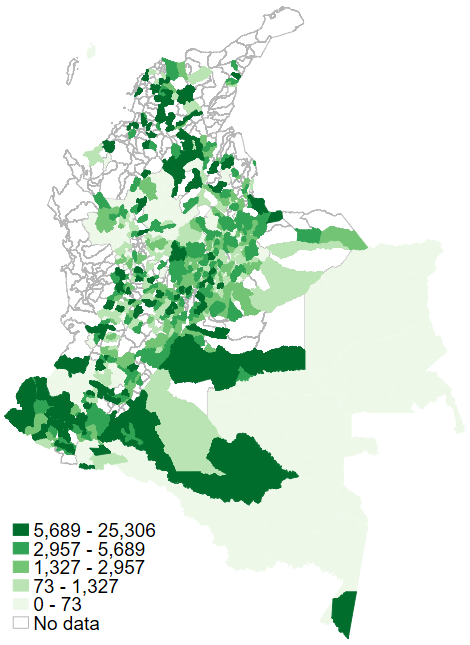 5,689 - 25,306
2,957 - 5,689
1,327 - 2,957
73 - 1,327
0 - 73
No data